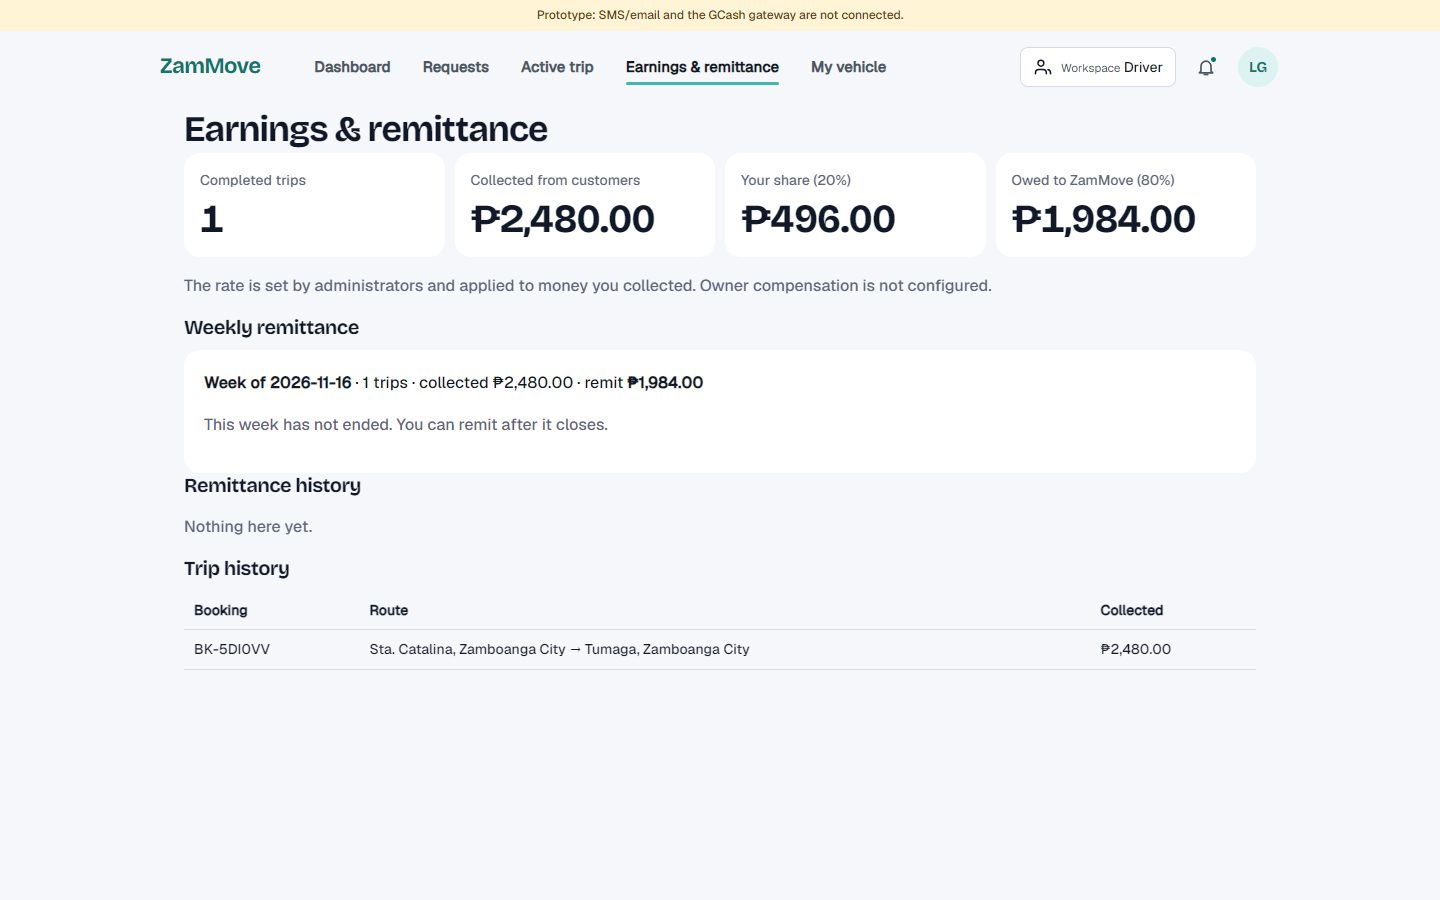 Prototype: SMS/email and the GCash gateway are not connected.
ZamMove Dashboard Requests Active trip Earnings & remittance My vehicle Workspace Driver LG
Earnings & remittance
Completed trips Collected from customers Your share (20%) Owed to ZamMove (80%)
1 ₱2,480.00 ₱496.00 ₱1,984.00
The rate is set by administrators and applied to money you collected. Owner compensation is not configured.
Weekly remittance
Week of 2026-11-16 · 1 trips · collected ₱2,480.00 · remit ₱1,984.00
This week has not ended. You can remit after it closes.
Remittance history
Nothing here yet.
Trip history
Booking Route Collected
BK-5DI0VV Sta. Catalina, Zamboanga City → Tumaga, Zamboanga City ₱2,480.00